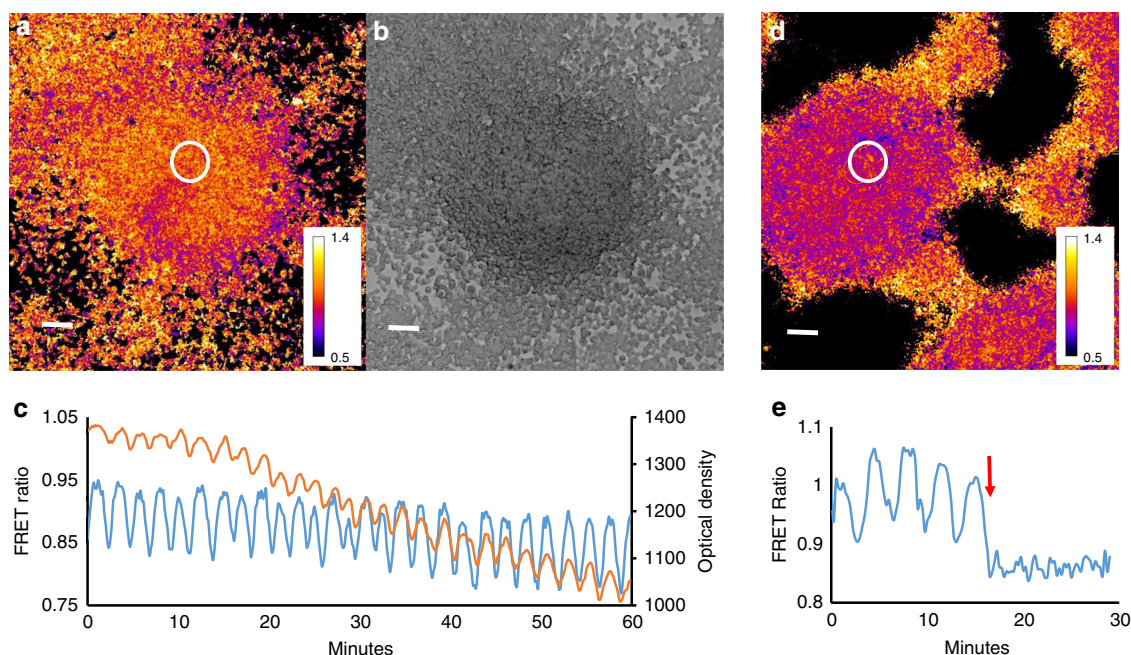 a
b
d
1.4
0.5
1.4
0.5
c
1.05
0.95
0.85
0.75
FRET ratio
1400
1300
1200
1100
1000
Optical density
0 10 20 30 40 50 60
Minutes
e
1.1
1
0.9
0.8
FRET Ratio
0 10 20 30
Minutes